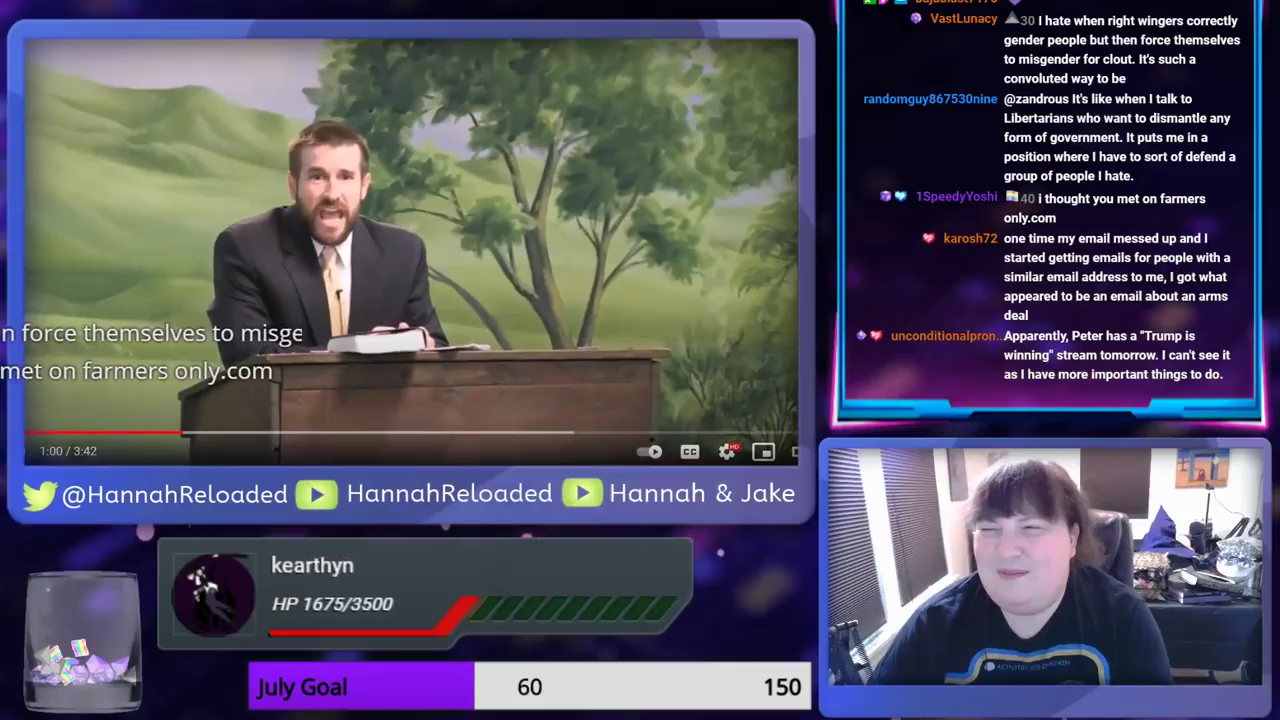 n force themselves to misge
met on farmers only.com
1:00 / 3:42
CC
HD
@HannahReloaded
HannahReloaded
Hannah & Jake
kearthyn
HP 1675/3500
July Goal 60 150
VastLunacy 30 I hate when right wingers correctly
gender people but then force themselves
to misgender for clout. It's such a
convoluted way to be
randomguy867530nine @zandrous It's like when I talk to
Libertarians who want to dismantle any
form of government. It puts me in a
position where I have to sort of defend a
group of people I hate.
1SpeedyYoshi 40 i thought you met on farmers
only.com
karosh72 one time my email messed up and I
started getting emails for people with a
similar email address to me, I got what
appeared to be an email about an arms
deal
unconditionalpron... Apparently, Peter has a "Trump is
winning" stream tomorrow. I can't see it
as I have more important things to do.